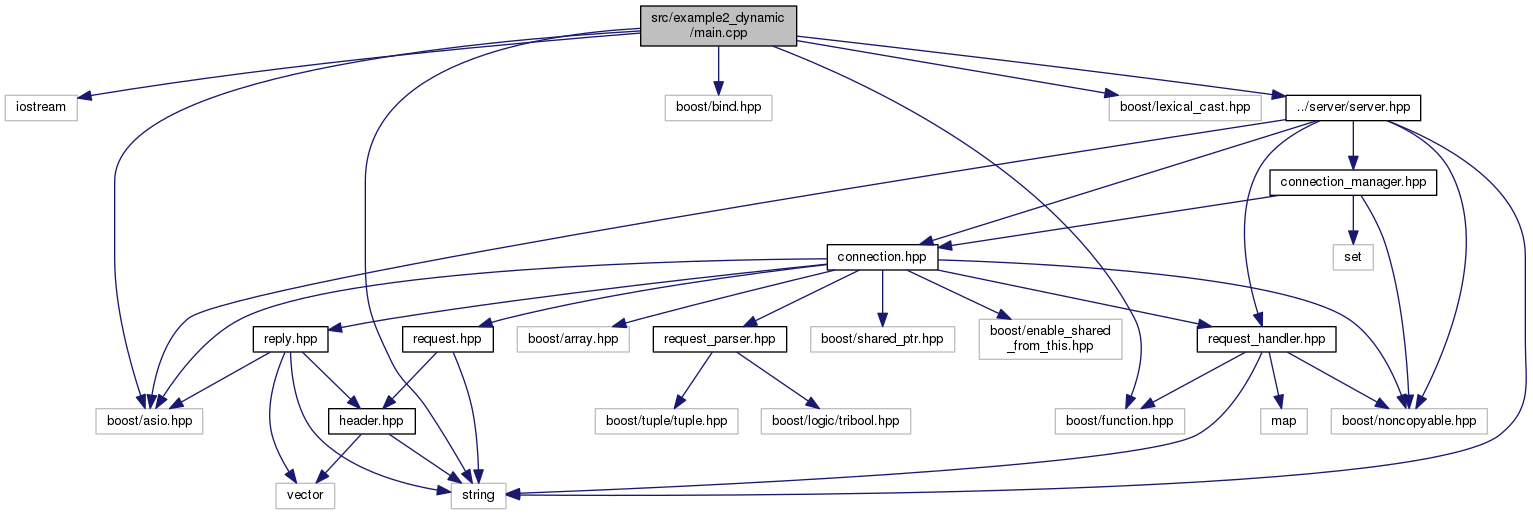 src/example2_dynamic
/main.cpp
iostream
boost/bind.hpp
boost/lexical_cast.hpp
../server/server.hpp
connection_manager.hpp
connection.hpp
set
reply.hpp
request.hpp
boost/array.hpp
request_parser.hpp
boost/shared_ptr.hpp
boost/enable_shared
_from_this.hpp
request_handler.hpp
boost/asio.hpp
header.hpp
boost/tuple/tuple.hpp
boost/logic/tribool.hpp
boost/function.hpp
map
boost/noncopyable.hpp
vector
string